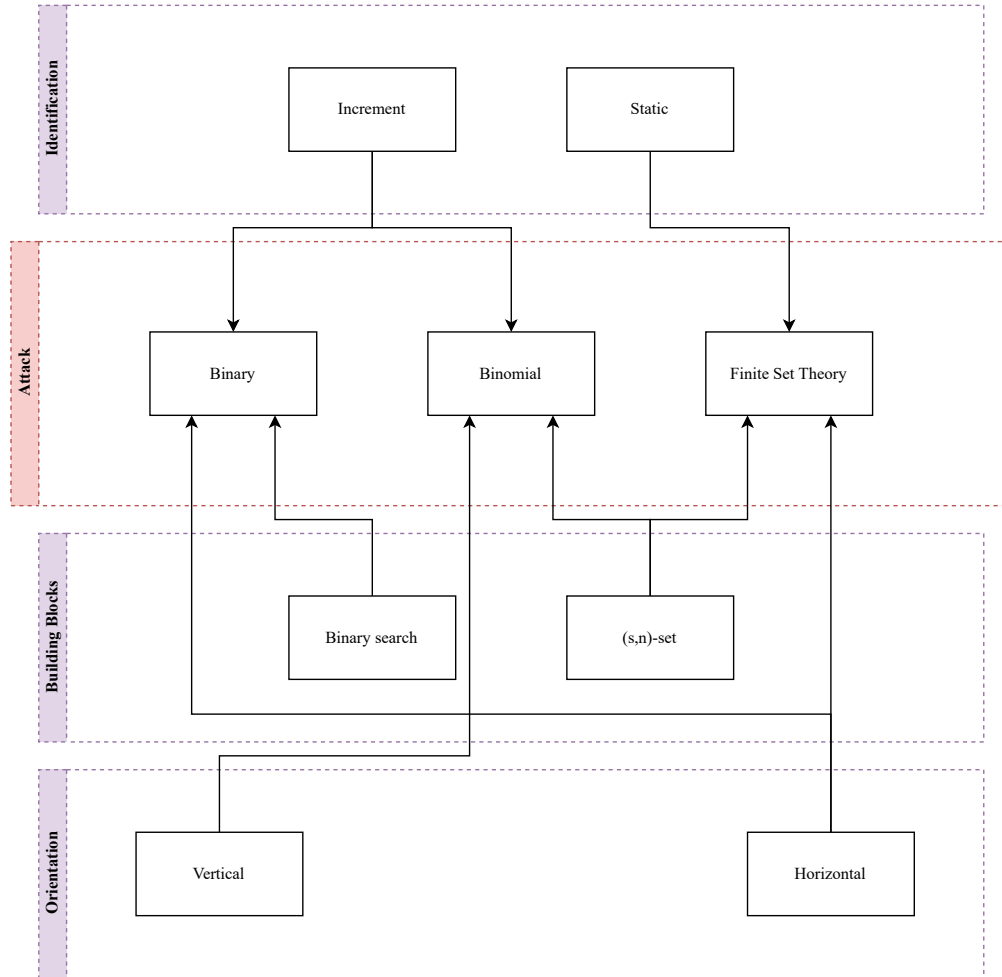 Identification
Increment
Static
Attack
Binary
Binomial
Finite Set Theory
Building Blocks
Binary search
(s,n)-set
Orientation
Vertical
Horizontal